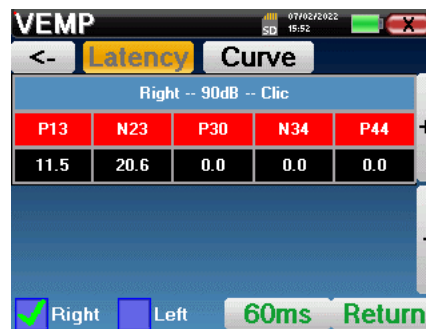 VEMP SD 07/02/2022 15:52 X
<- Latency Curve
Right -- 90dB -- Clic
P13 N23 P30 N34 P44
11.5 20.6 0.0 0.0 0.0
+
-
Right Left 60ms Return